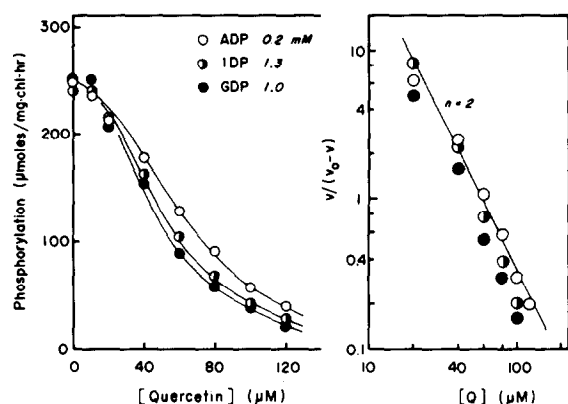 Phosphorylation (μmoles/mg·chl·hr)
300
200
100
0
ADP 0.2 mM
IDP 1.3
GDP 1.0
0 40 80 120
[Quercetin] (μM)
v/(v₀-v)
10
4
1
0.4
0.1
n = 2
10 40 100
[Q] (μM)